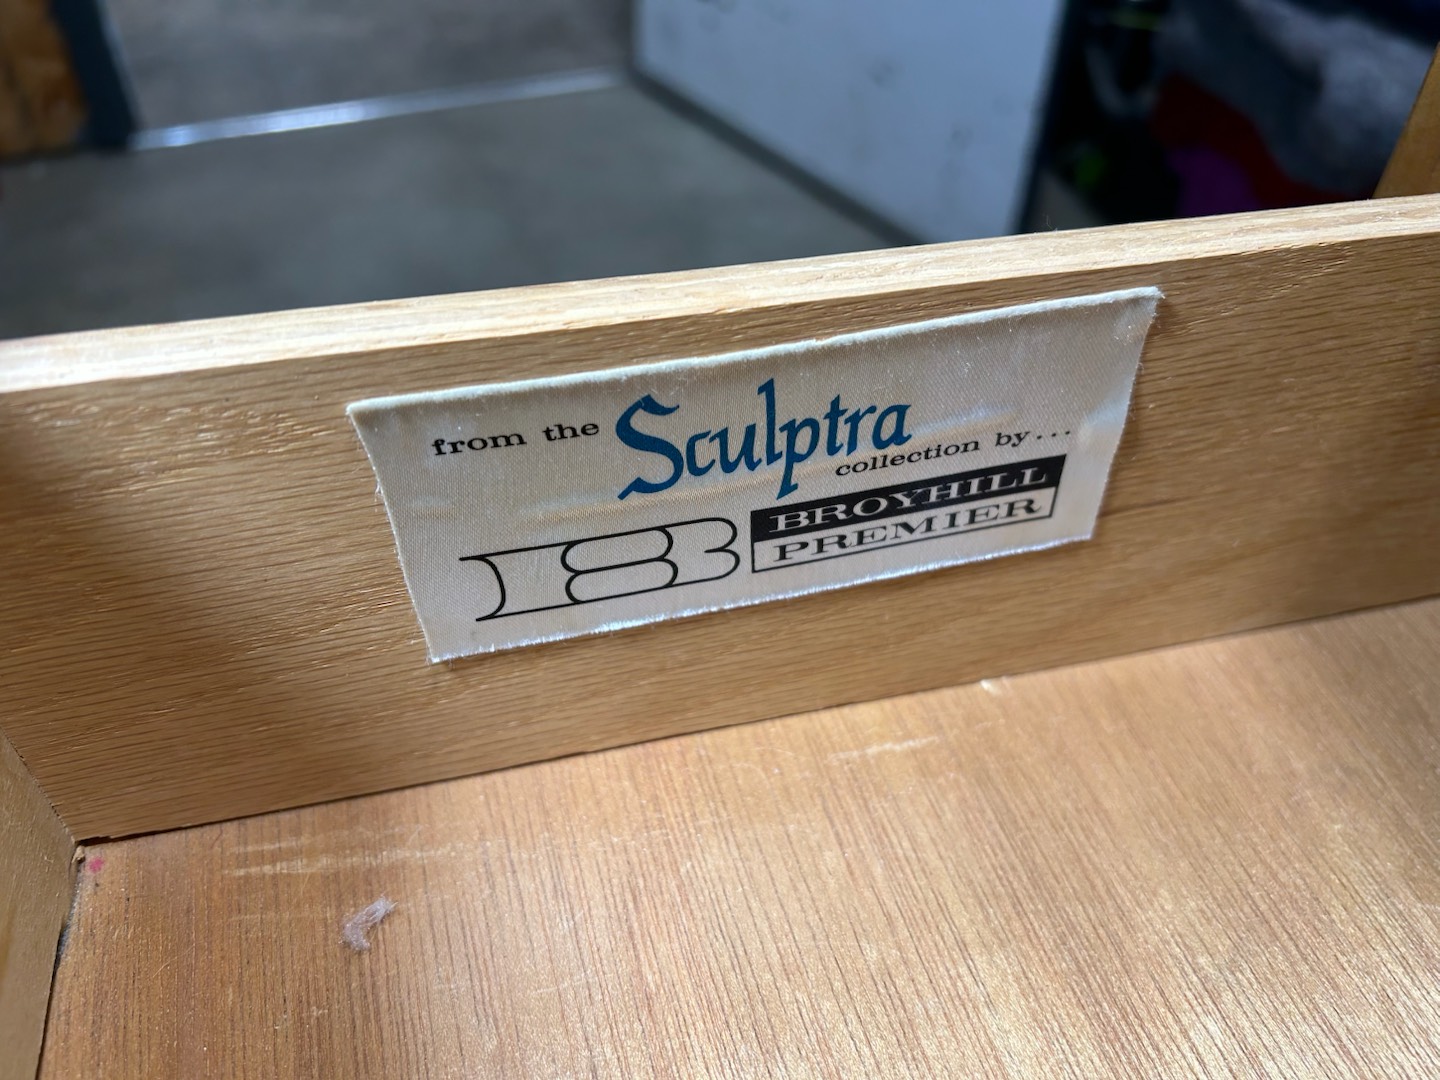 from the Sculptra
collection by...
B BROYHILL
PREMIER